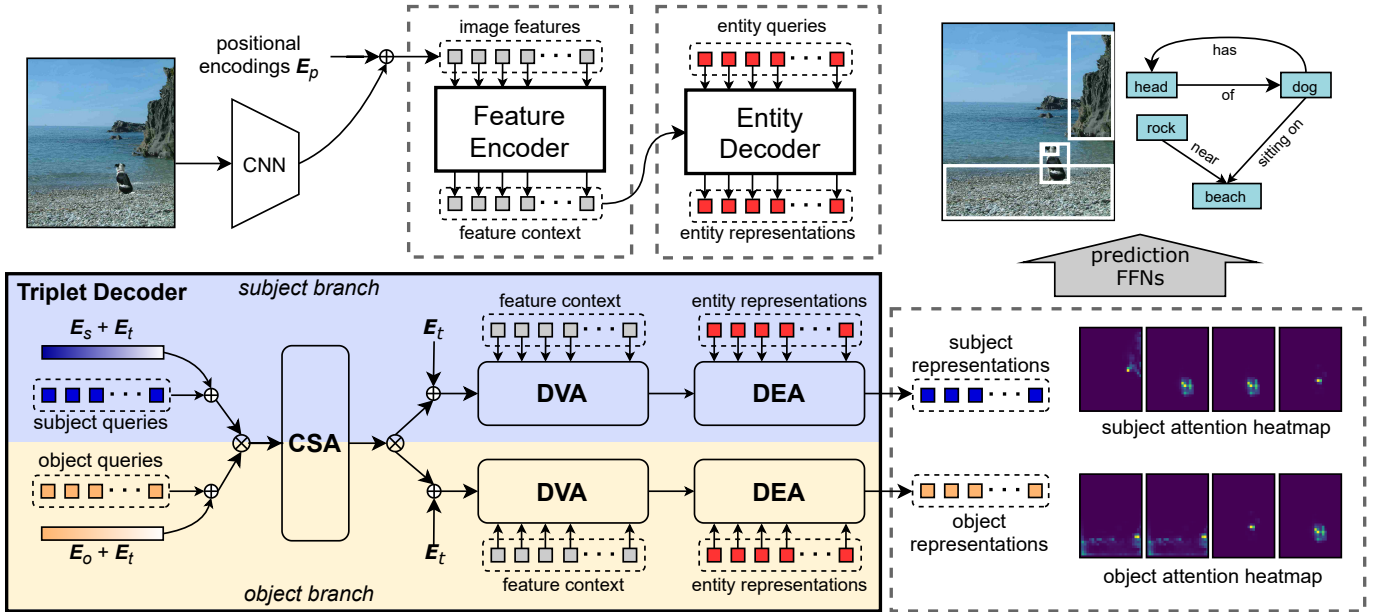 positional
encodings E_p
CNN
image features
Feature
Encoder
feature context
entity queries
Entity
Decoder
entity representations
has
head
of
dog
rock
near
sitting on
beach
prediction
FFNs
Triplet Decoder
subject branch
E_s + E_t
subject queries
object queries
E_o + E_t
CSA
E_t
E_t
feature context
DVA
entity representations
DEA
DVA
feature context
DEA
entity representations
object branch
subject
representations
subject attention heatmap
object
representations
object attention heatmap